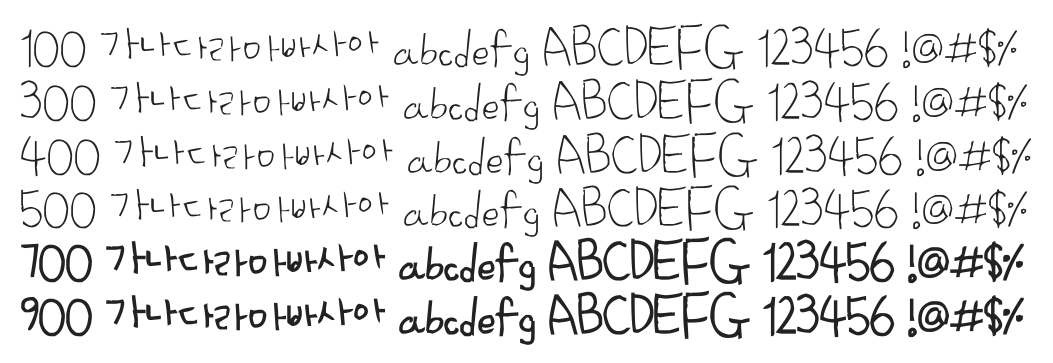 100 가나다라마바사아 abcdefg ABCDEFG 123456 !@#$%
300 가나다라마바사아 abcdefg ABCDEFG 123456 !@#$%
400 가나다라마바사아 abcdefg ABCDEFG 123456 !@#$%
500 가나다라마바사아 abcdefg ABCDEFG 123456 !@#$%
700 가나다라마바사아 abcdefg ABCDEFG 123456 !@#$%
900 가나다라마바사아 abcdefg ABCDEFG 123456 !@#$%